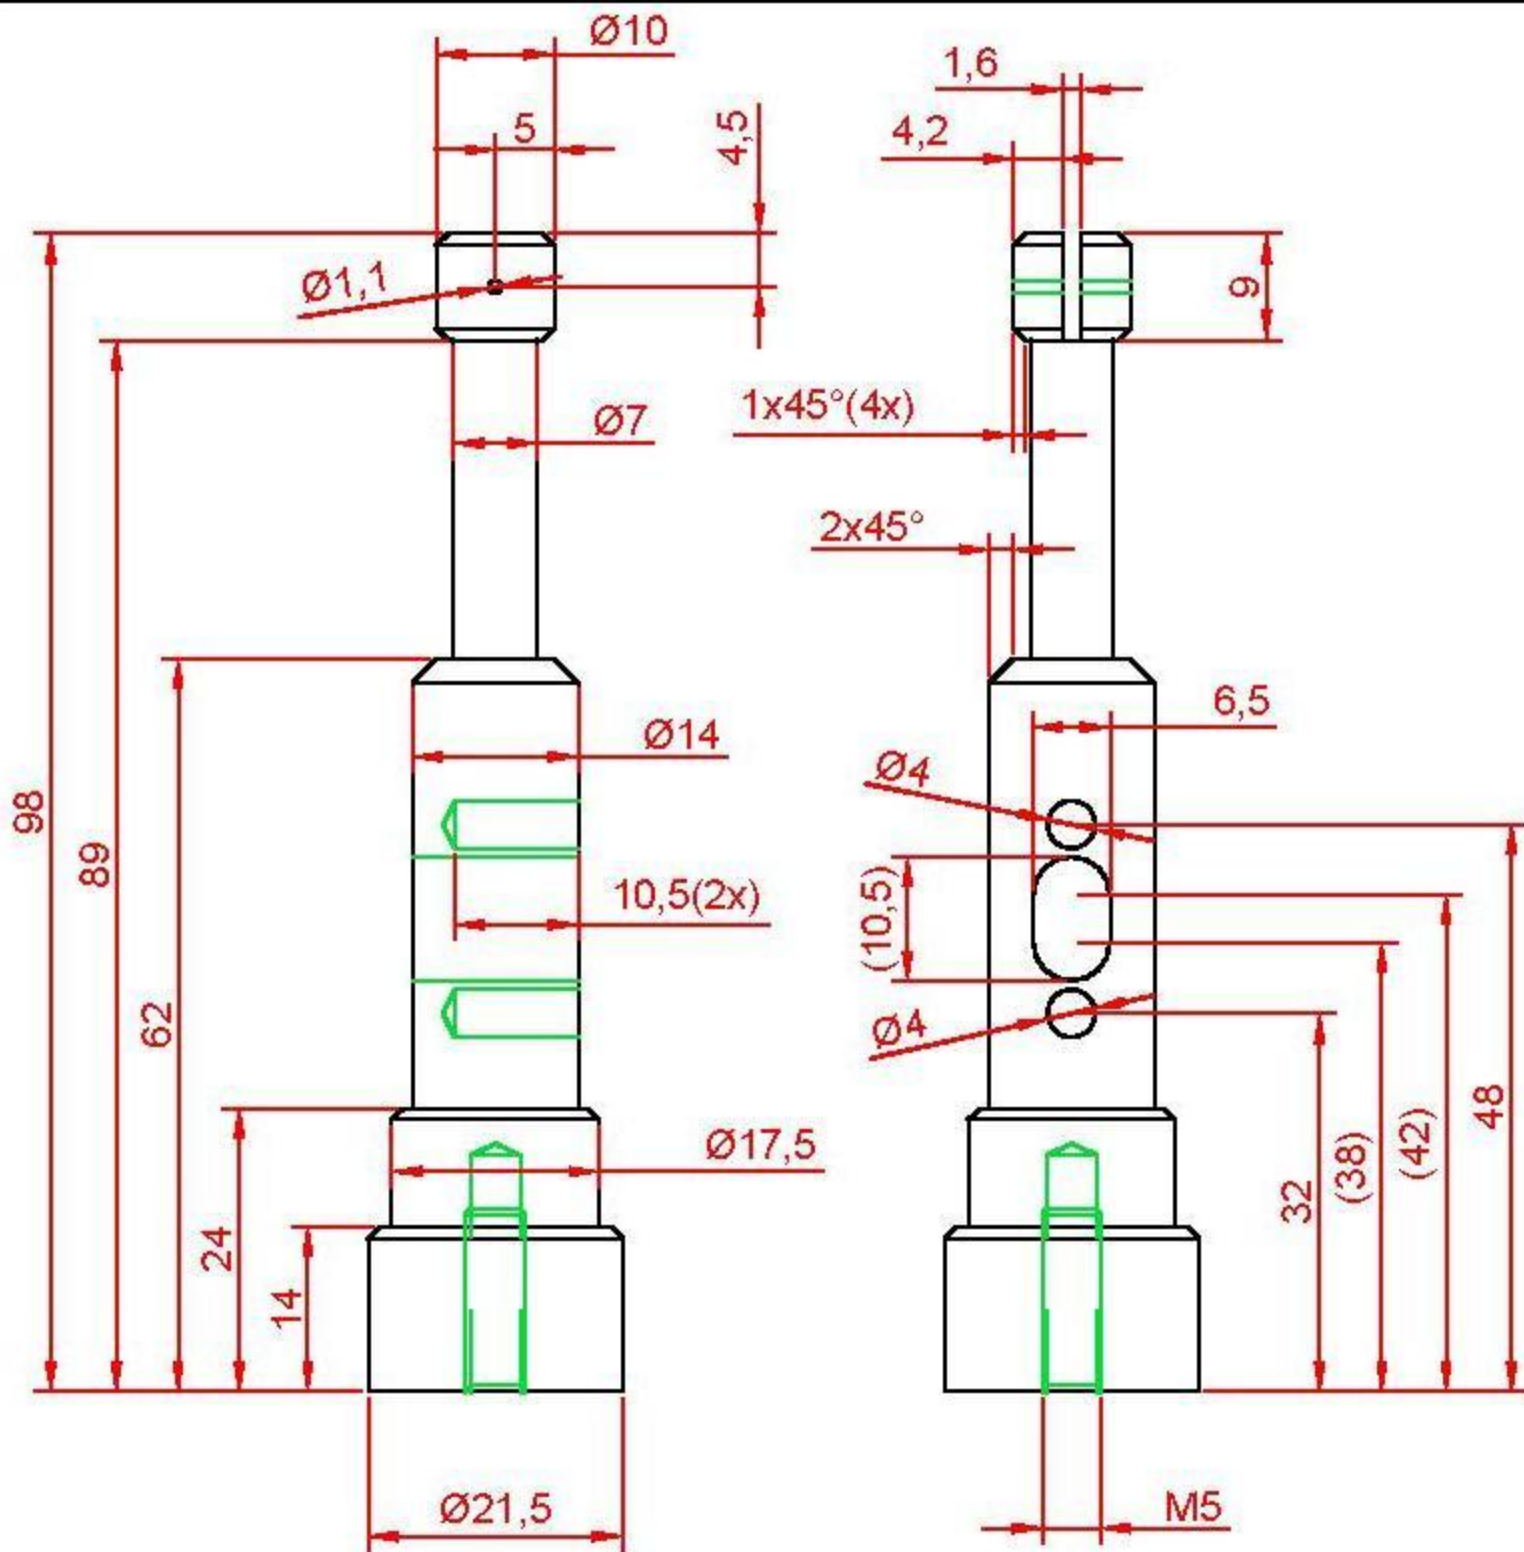 Ø10
1,6
5
4,5
4,2
Ø1,1
9
1x45°(4x)
Ø7
2x45°
6,5
Ø14
Ø4
98
89
10,5(2x)
(10,5)
62
Ø4
48
(42)
Ø17,5
(38)
32
24
14
Ø21,5
M5